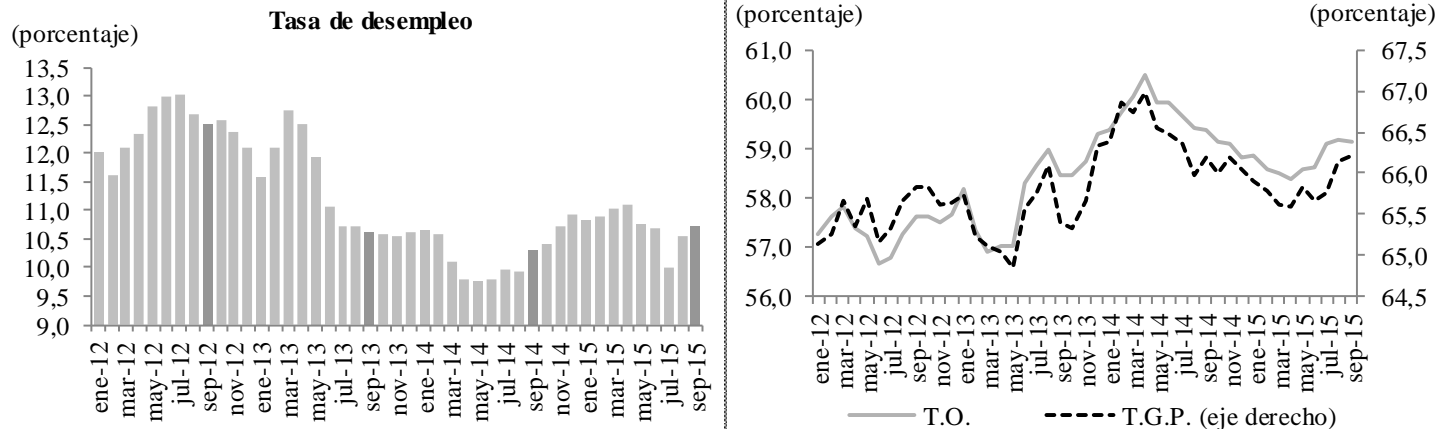 Tasa de desempleo
(porcentaje)
13,5
13,0
12,5
12,0
11,5
11,0
10,5
10,0
9,5
9,0
ene-12
mar-12
may-12
jul-12
sep-12
nov-12
ene-13
mar-13
may-13
jul-13
sep-13
nov-13
ene-14
mar-14
may-14
jul-14
sep-14
nov-14
ene-15
mar-15
may-15
jul-15
sep-15
(porcentaje)
(porcentaje)
61,0
60,0
59,0
58,0
57,0
56,0
67,5
67,0
66,5
66,0
65,5
65,0
64,5
ene-12
mar-12
may-12
jul-12
sep-12
nov-12
ene-13
mar-13
may-13
jul-13
sep-13
nov-13
ene-14
mar-14
may-14
jul-14
sep-14
nov-14
ene-15
mar-15
may-15
jul-15
sep-15
T.O.
T.G.P. (eje derecho)